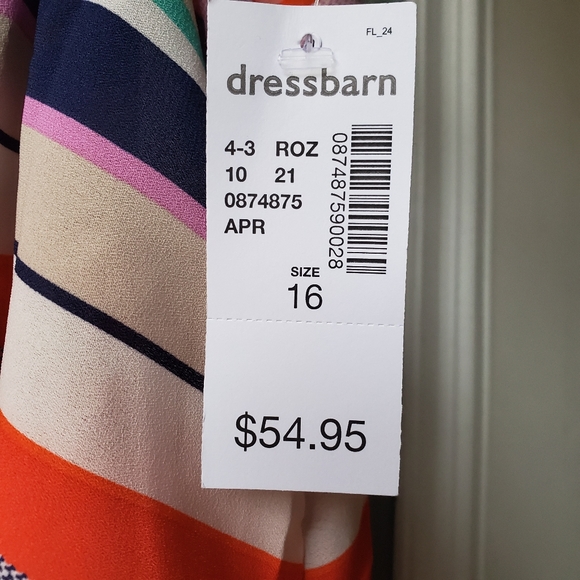 FL_24
dressbarn
4-3 ROZ
10 21
0874875
APR
087487590028
SIZE
16
$54.95